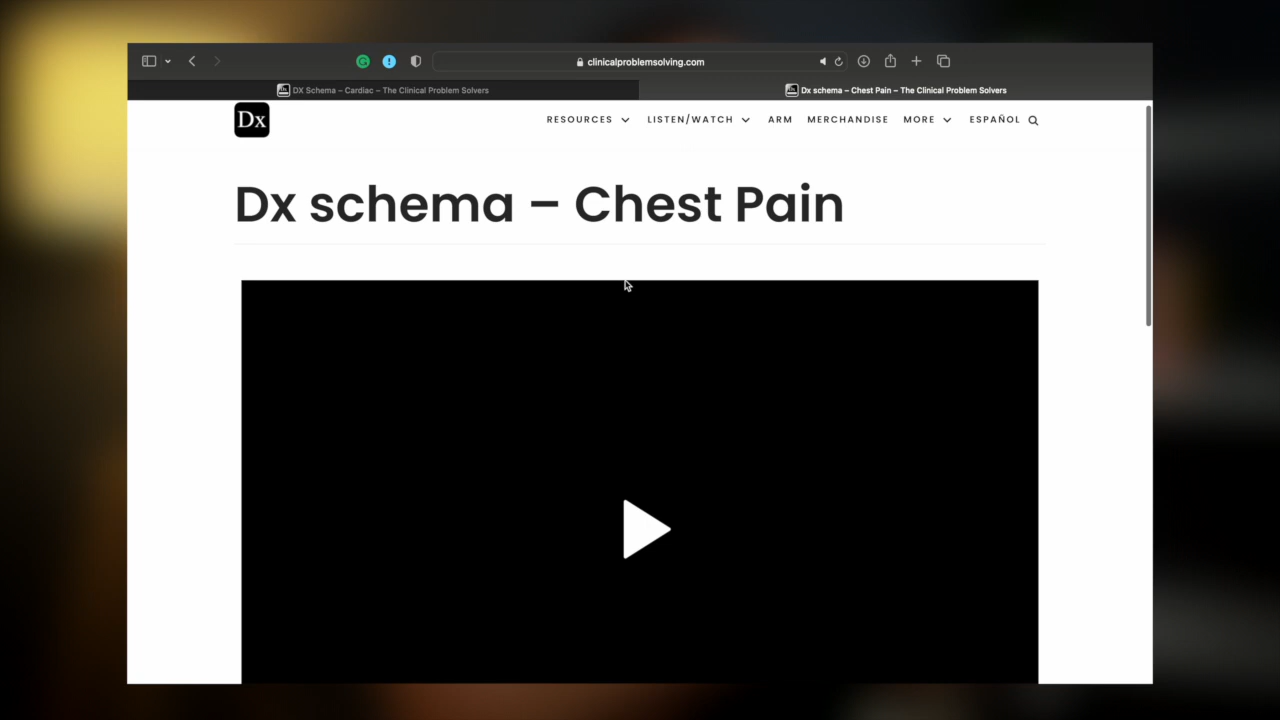 clinicalproblemsolving.com
DX Schema – Cardiac – The Clinical Problem Solvers
Dx schema – Chest Pain – The Clinical Problem Solvers
Dx
RESOURCES
LISTEN/WATCH
ARM
MERCHANDISE
MORE
ESPAÑOL
Dx schema – Chest Pain